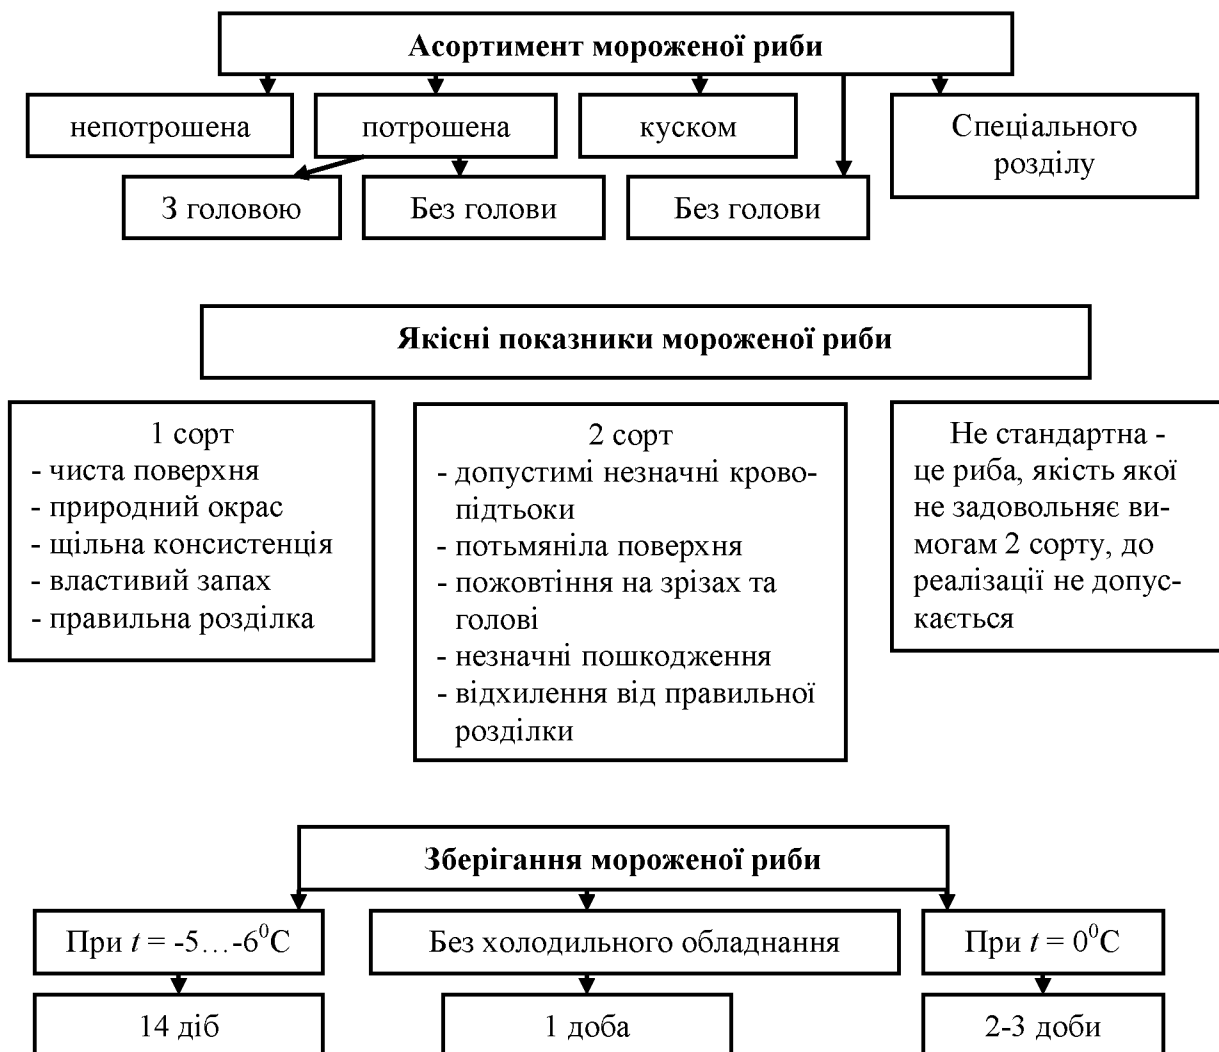 Асортимент мороженої риби
непотрошена
потрошена
куском
Спеціального
розділу
З головою
Без голови
Без голови
Якісні показники мороженої риби
1 сорт
- чиста поверхня
- природний окрас
- щільна консистенція
- властивий запах
- правильна розділка
2 сорт
- допустимі незначні крово-
підтьоки
- потьмяніла поверхня
- пожовтіння на зрізах та
голові
- незначні пошкодження
- відхилення від правильної
розділки
Не стандартна -
це риба, якість якої
не задовольняє ви-
могам 2 сорту, до
реалізації не допус-
кається
Зберігання мороженої риби
При t = -5…-6⁰С
Без холодильного обладнання
При t = 0⁰С
14 діб
1 доба
2-3 доби